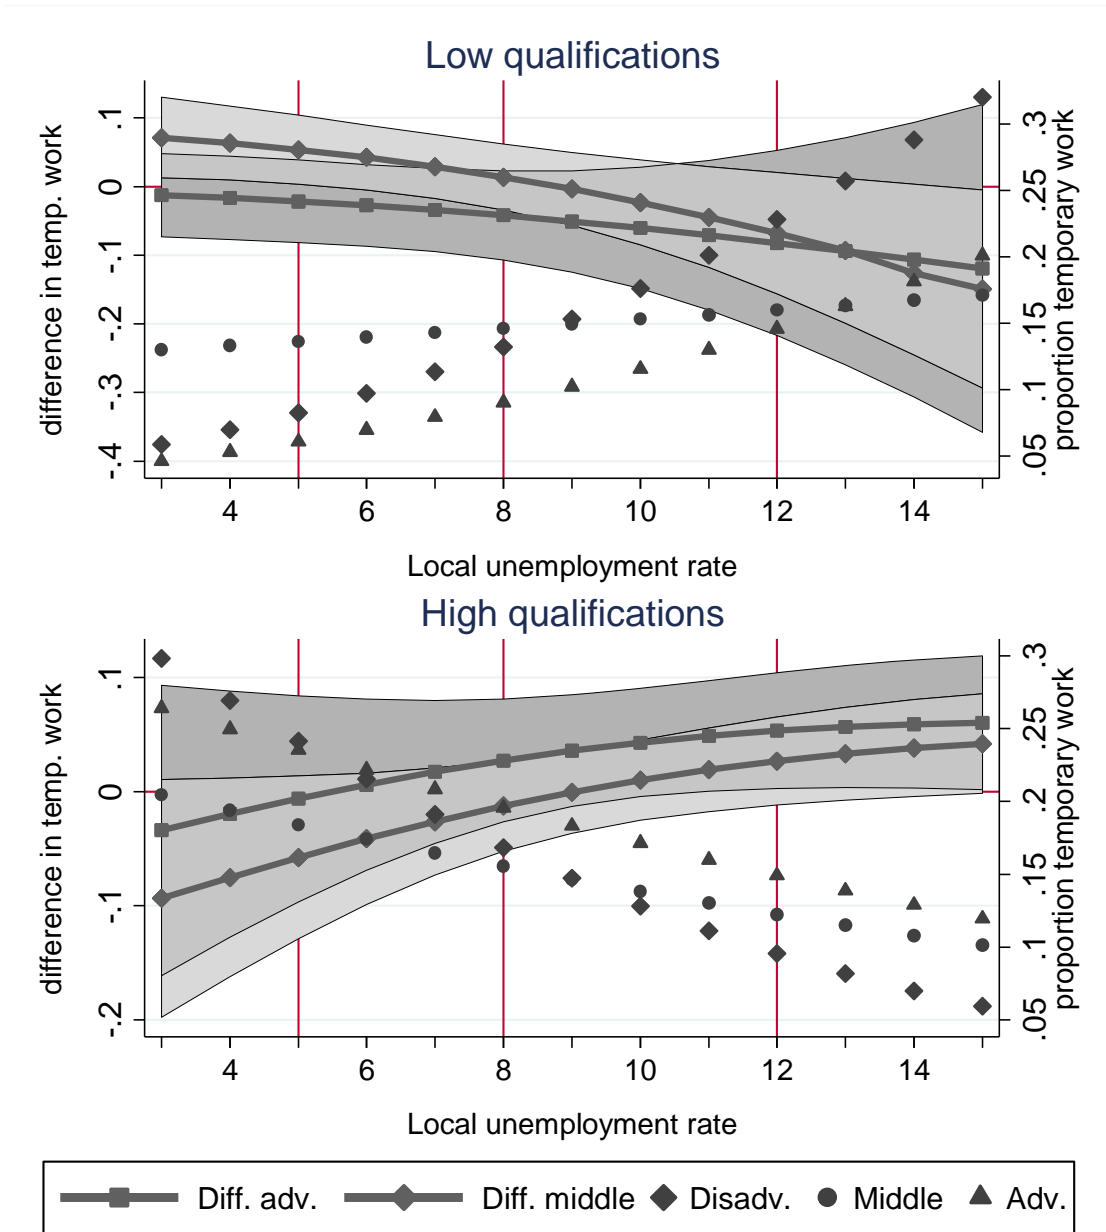 Low qualifications
difference in temp. work
.1
0
-.1
-.2
-.3
-.4
proportion temporary work
.3
.25
.2
.15
.1
.05
4 6 8 10 12 14
Local unemployment rate
High qualifications
difference in temp. work
.1
0
-.1
-.2
proportion temporary work
.3
.25
.2
.15
.1
.05
4 6 8 10 12 14
Local unemployment rate
Diff. adv. Diff. middle Disadv. Middle Adv.